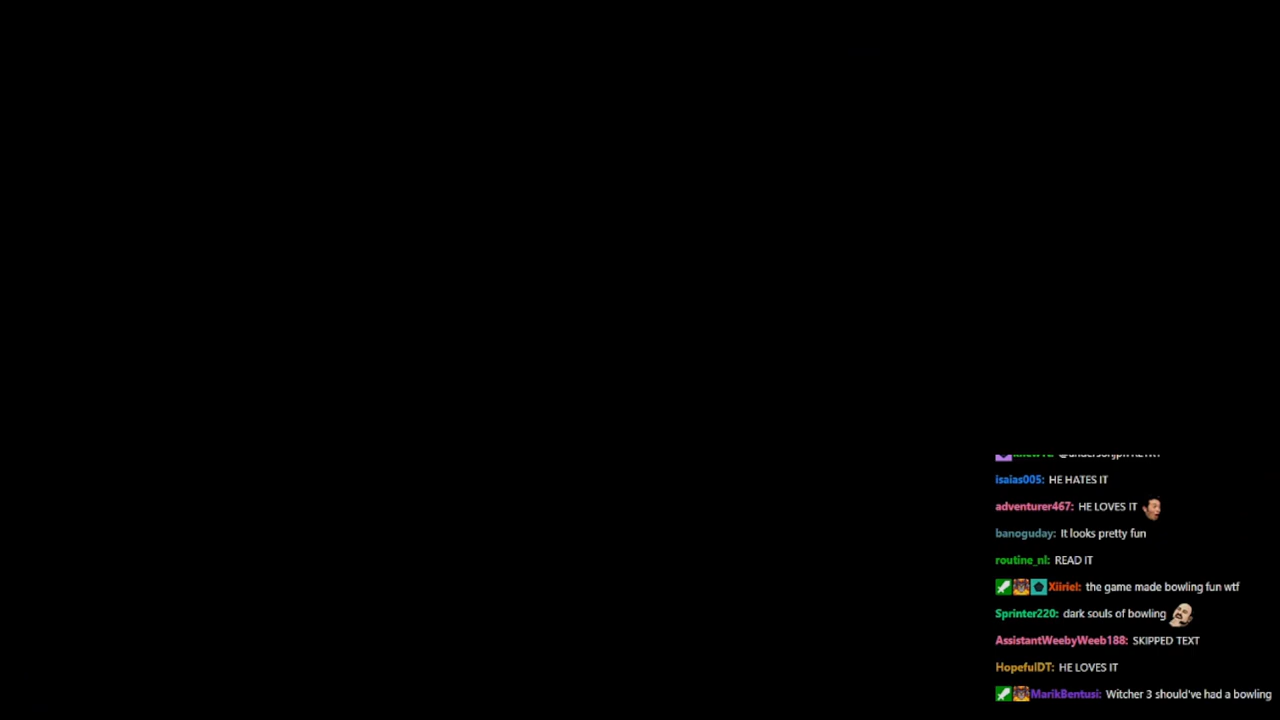 isaias005: HE HATES IT
adventurer467: HE LOVES IT
banoguday: It looks pretty fun
routine_nl: READ IT
Xiiriel: the game made bowling fun wtf
Sprinter220: dark souls of bowling
AssistantWeebyWeeb188: SKIPPED TEXT
HopefulDT: HE LOVES IT
MarikBentusi: Witcher 3 should've had a bowling